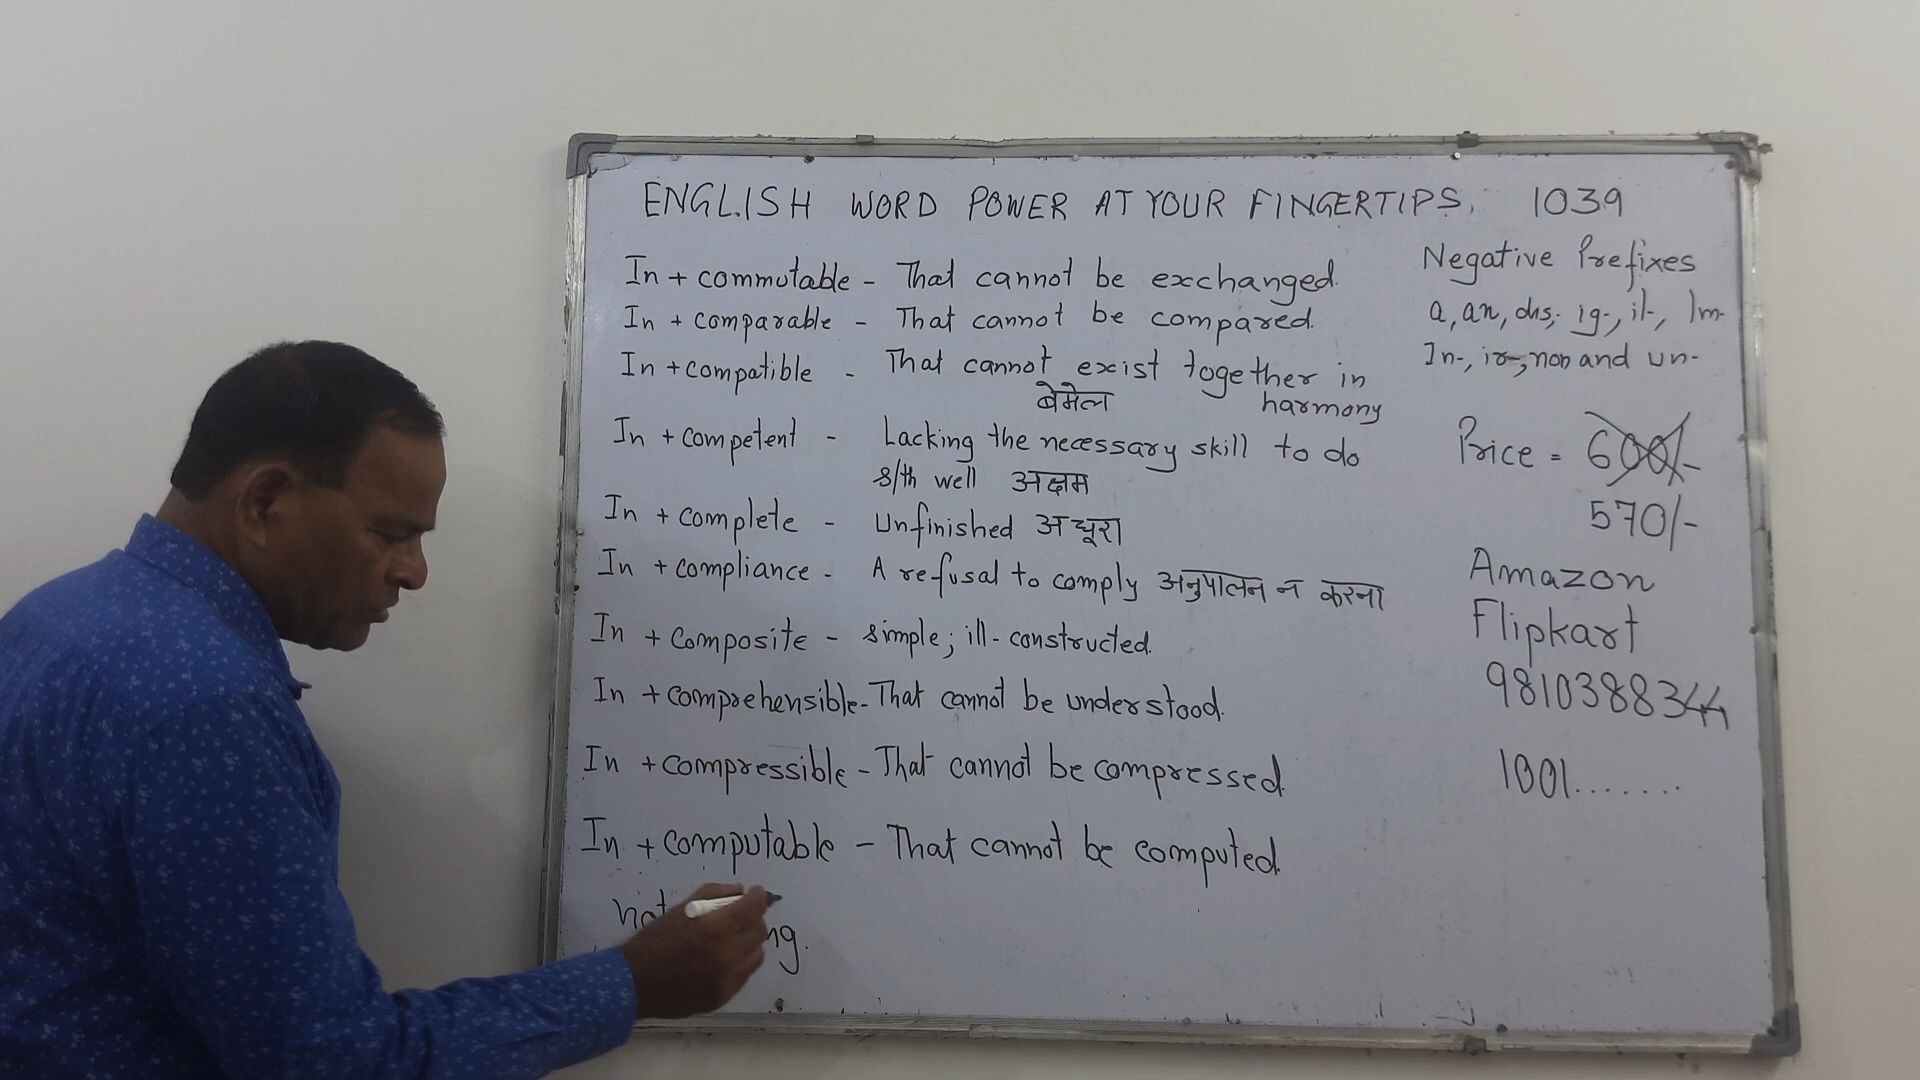 ENGLISH WORD POWER AT YOUR FINGERTIPS, 1039
In + commutable - That cannot be exchanged.
In + comparable - That cannot be compared.
In + compatible - That cannot exist together in
बेमेल harmony
In + competent - Lacking the necessary skill to do
s/th well अक्षम
In + complete - Unfinished अधूरा
In + compliance - A refusal to comply अनुपालन न करना
In + composite - simple; ill-constructed.
In + comprehensible - That cannot be understood.
In + compressible - That cannot be compressed.
In + computable - That cannot be computed.
Negative Prefixes
a, an, dis, ig-, il-, Im-
In-, ir-, non and un-
Price = 600/-
570/-
Amazon
Flipkart
9810388344
1001.......